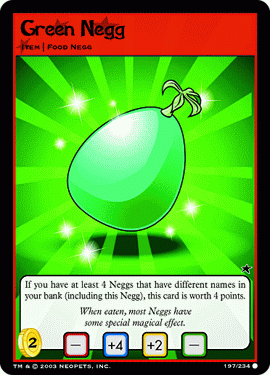 Green Negg
Item | Food Negg
If you have at least 4 Neggs that have different names in
your bank (including this Negg), this card is worth 4 points.
When eaten, most Neggs have
some special magical effect.
2 — +4 +2 —
TM & © 2003 NEOPETS, INC. 197/234